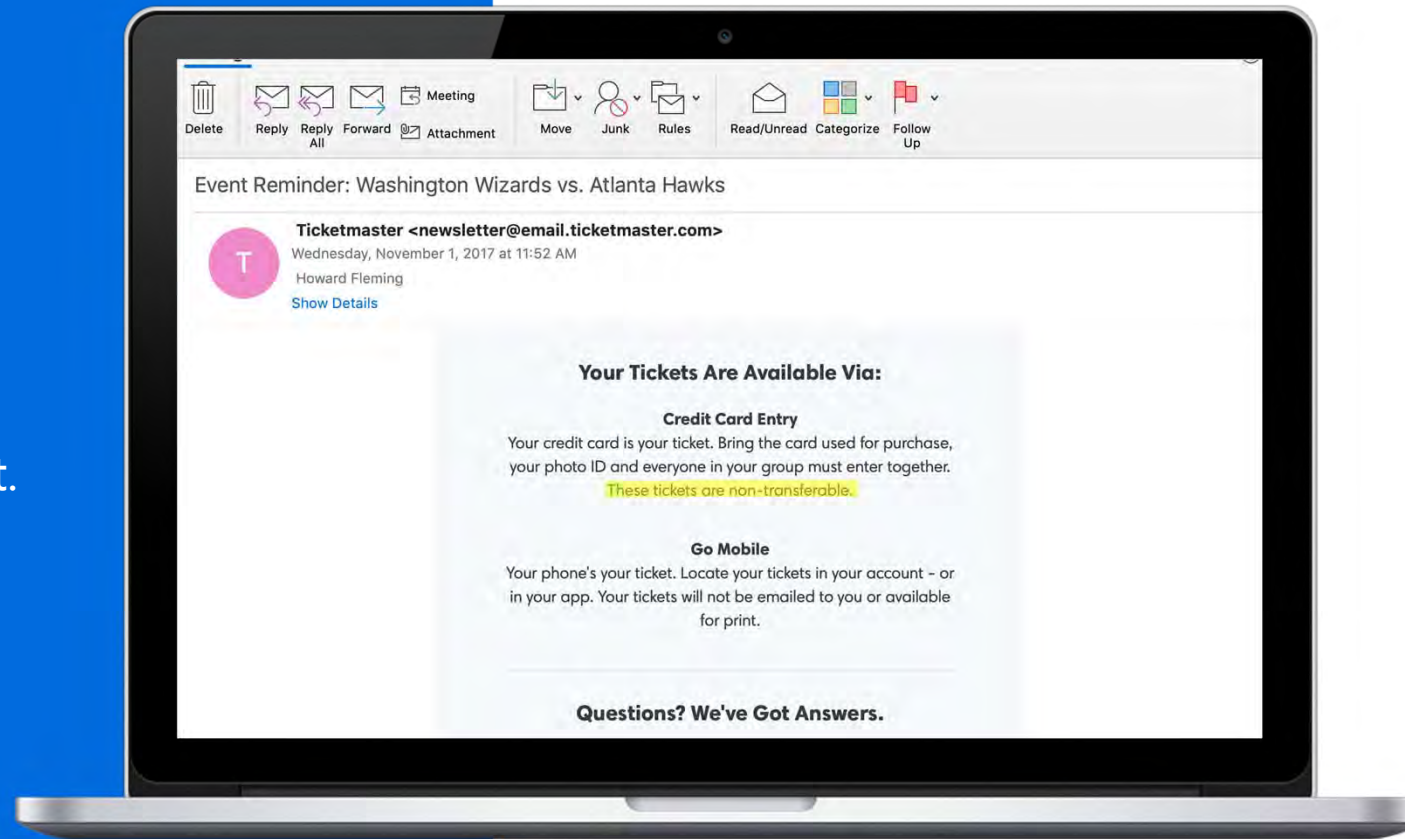 Delete
Reply
Reply All
Forward
Meeting
Attachment
Move
Junk
Rules
Read/Unread
Categorize
Follow Up
Event Reminder: Washington Wizards vs. Atlanta Hawks
T
Ticketmaster <newsletter@email.ticketmaster.com>
Wednesday, November 1, 2017 at 11:52 AM
Howard Fleming
Show Details
Your Tickets Are Available Via:
Credit Card Entry
Your credit card is your ticket. Bring the card used for purchase,
your photo ID and everyone in your group must enter together.
These tickets are non-transferable.
Go Mobile
Your phone's your ticket. Locate your tickets in your account - or
in your app. Your tickets will not be emailed to you or available
for print.
Questions? We've Got Answers.